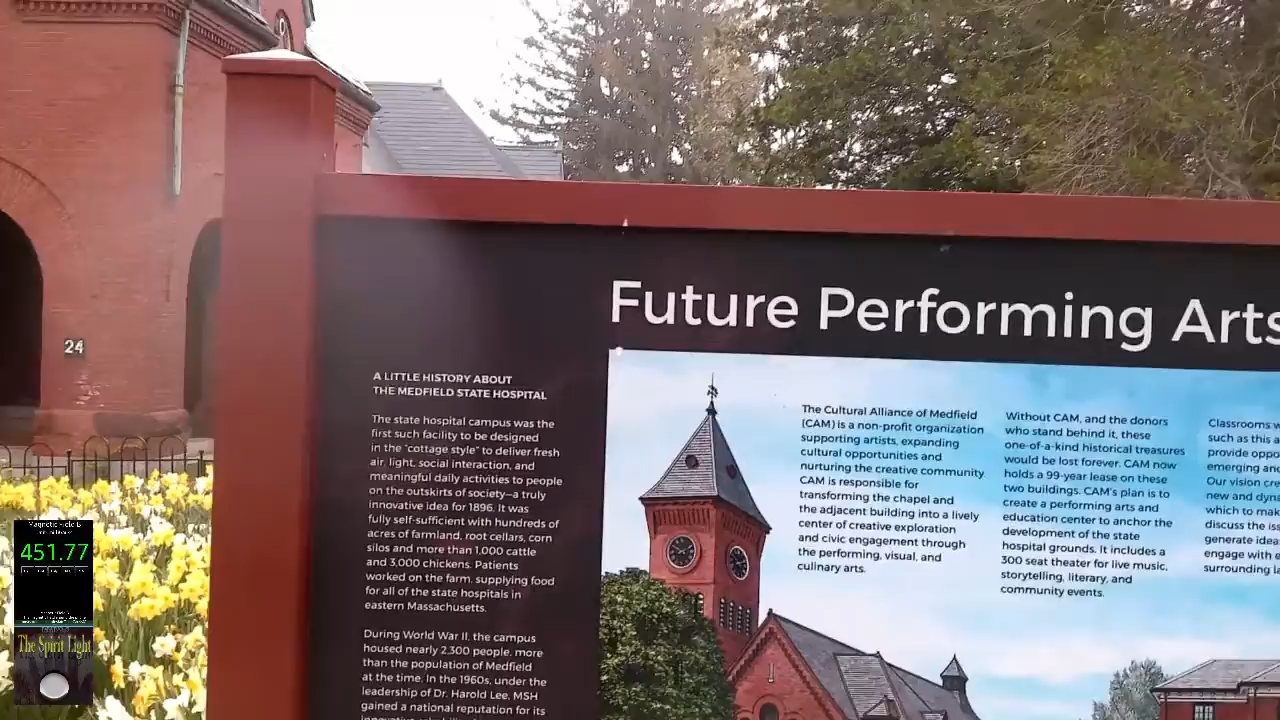 Future Performing Arts
24
A LITTLE HISTORY ABOUT
THE MEDFIELD STATE HOSPITAL
The state hospital campus was the
first such facility to be designed
in the "cottage style" to deliver fresh
air, light, social interaction, and
meaningful daily activities to people
on the outskirts of society—a truly
innovative idea for 1896. It was
fully self-sufficient with hundreds of
acres of farmland, root cellars, corn
silos and more than 1,000 cattle
and 3,000 chickens. Patients
worked on the farm, supplying food
for all of the state hospitals in
eastern Massachusetts.
During World War II, the campus
housed nearly 2,300 people, more
than the population of Medfield
at the time. In the 1960s, under the
leadership of Dr. Harold Lee, MSH
gained a national reputation for its
The Cultural Alliance of Medfield
(CAM) is a non-profit organization
supporting artists, expanding
cultural opportunities and
nurturing the creative community.
CAM is responsible for
transforming the chapel and
the adjacent building into a lively
center of creative exploration
and civic engagement through
the performing, visual, and
culinary arts.
Without CAM, and the donors
who stand behind it, these
one-of-a-kind historical treasures
would be lost forever. CAM now
holds a 99-year lease on these
two buildings. CAM's plan is to
create a performing arts and
education center to anchor the
development of the state
hospital grounds. It includes a
300 seat theater for live music,
storytelling, literary, and
community events.
Classrooms
such as this a
provide oppo
emerging an
Our vision cre
new and dyna
which to mak
discuss the iss
generate idea
engage with e
surrounding la
451.77
The Spirit Light